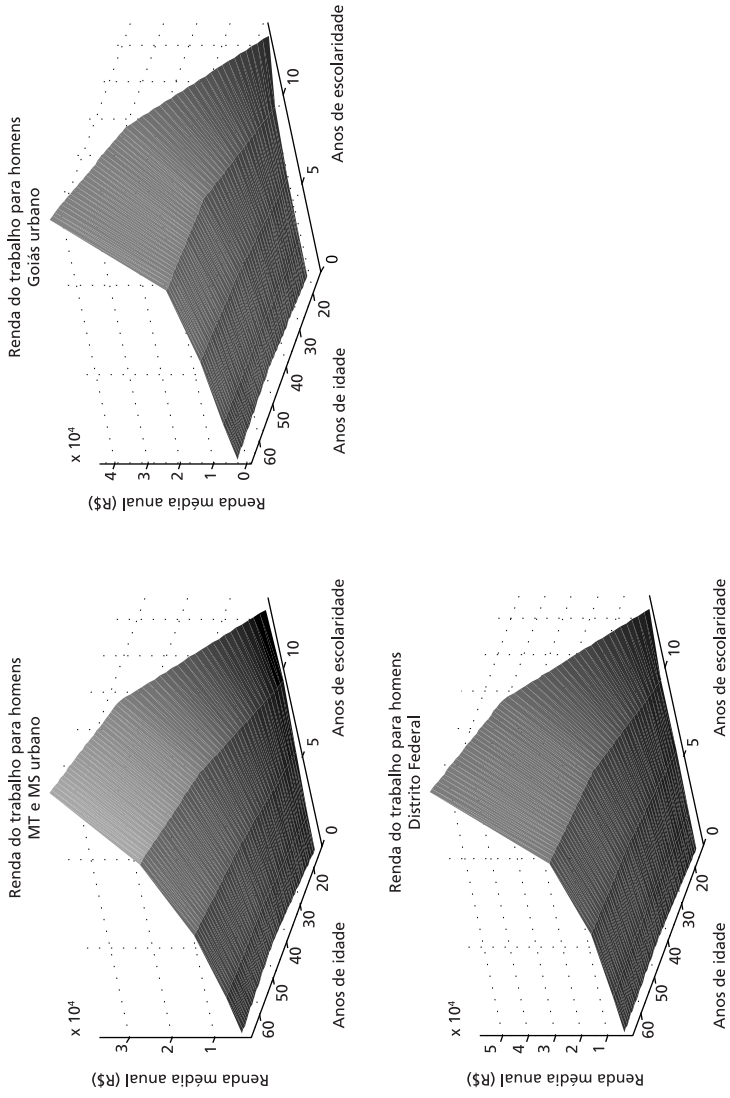 Renda do trabalho para homens
MT e MS urbano
x 10⁴
3
2
1
Renda média anual (R$)
60
50
40
30
20
Anos de idade
0
5
10
Anos de escolaridade
Renda do trabalho para homens
Goiás urbano
x 10⁴
4
3
2
1
0
Renda média anual (R$)
60
50
40
30
20
Anos de idade
0
5
10
Anos de escolaridade
Renda do trabalho para homens
Distrito Federal
x 10⁴
5
4
3
2
1
Renda média anual (R$)
60
50
40
30
20
Anos de idade
0
5
10
Anos de escolaridade